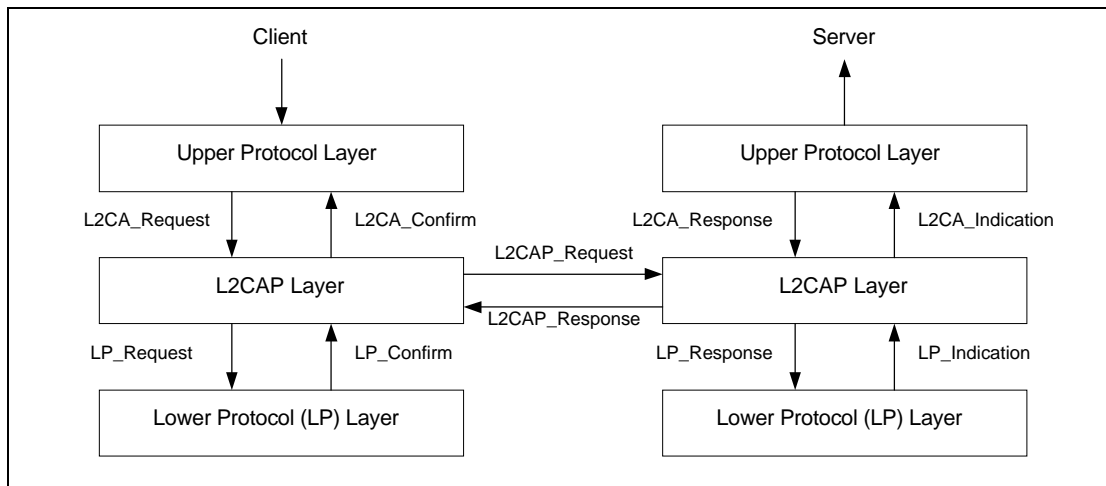 Client
Server
Upper Protocol Layer
Upper Protocol Layer
L2CA_Request
L2CA_Confirm
L2CA_Response
L2CA_Indication
L2CAP_Request
L2CAP Layer
L2CAP Layer
L2CAP_Response
LP_Request
LP_Confirm
LP_Response
LP_Indication
Lower Protocol (LP) Layer
Lower Protocol (LP) Layer